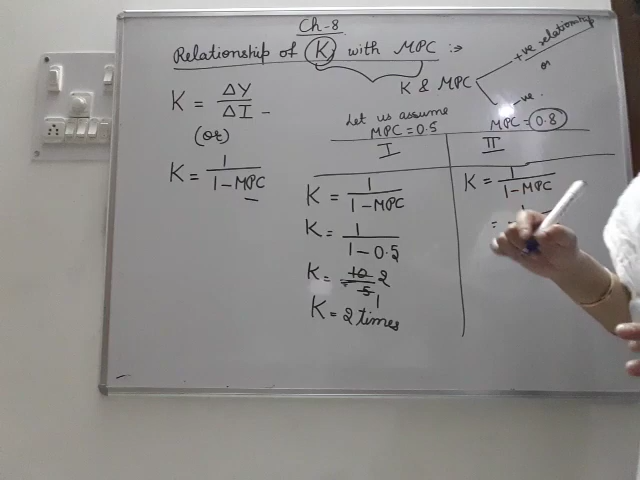 Ch-8
Relationship of K with MPC :→
K & MPC
+ve relationship
or
-ve.
K = ΔY / ΔI
(or)
K = 1 / 1 - MPC
Let us assume
MPC = 0.5
I
K = 1 / 1 - MPC
K = 1 / 1 - 0.5
K = 10 / 5 2 1
K = 2 times
MPC = 0.8
II
K = 1 / 1 - MPC
= 1